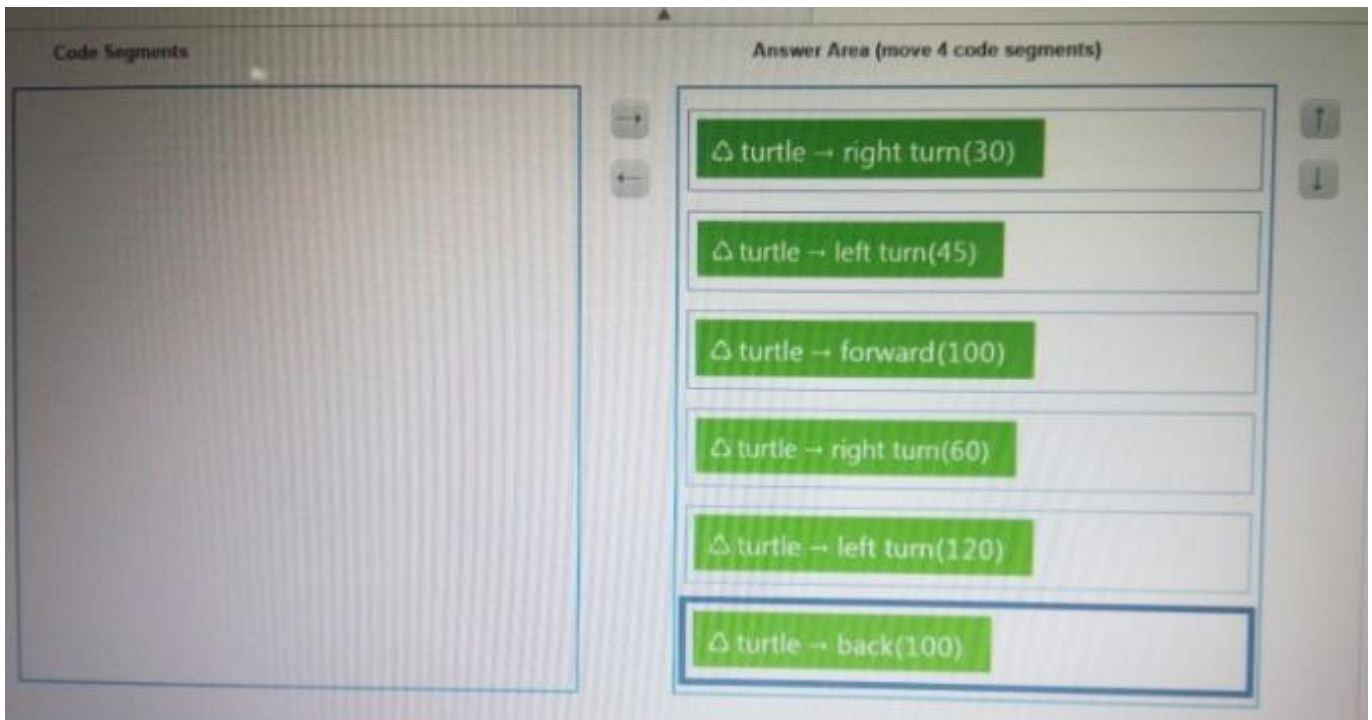 Code Segments
Answer Area (move 4 code segments)
turtle → right turn(30)
turtle → left turn(45)
turtle → forward(100)
turtle → right turn(60)
turtle → left turn(120)
turtle → back(100)